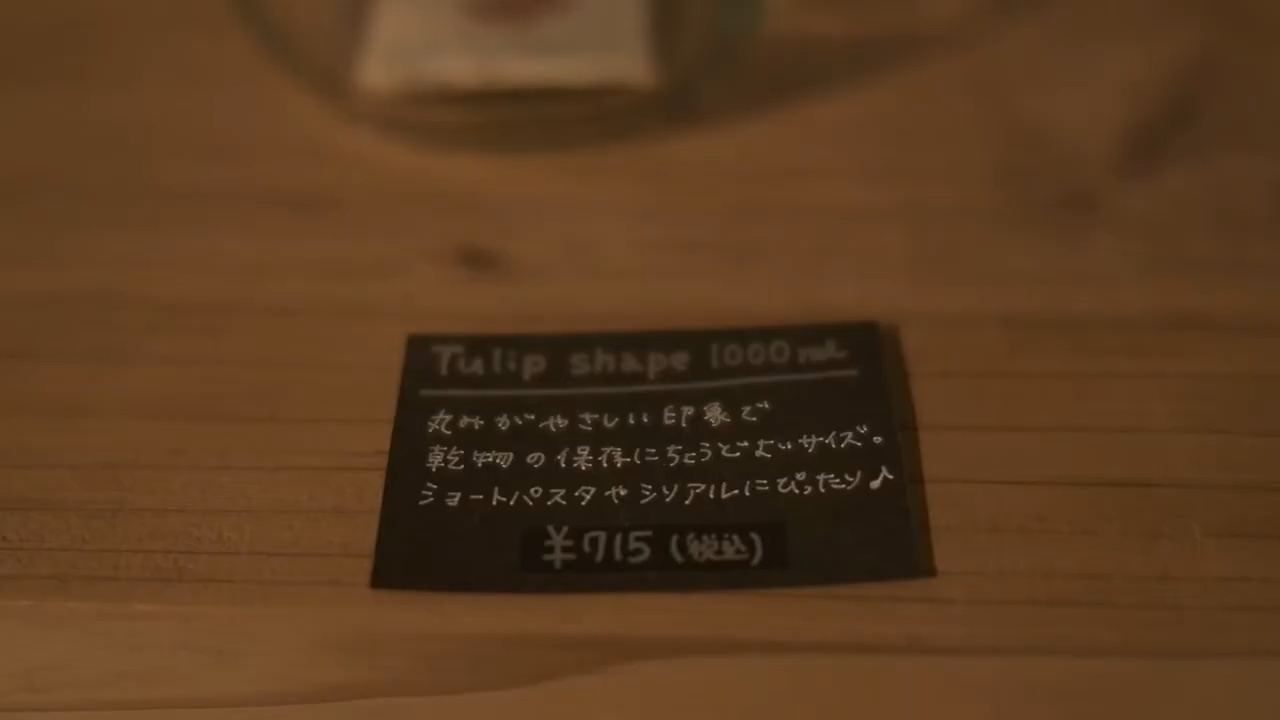 Tulip shape 1000mL
丸みがやさしい印象で
乾物の保存にちょうどよいサイズ。
ショートパスタやシリアルにぴったり♪
¥715(税込)